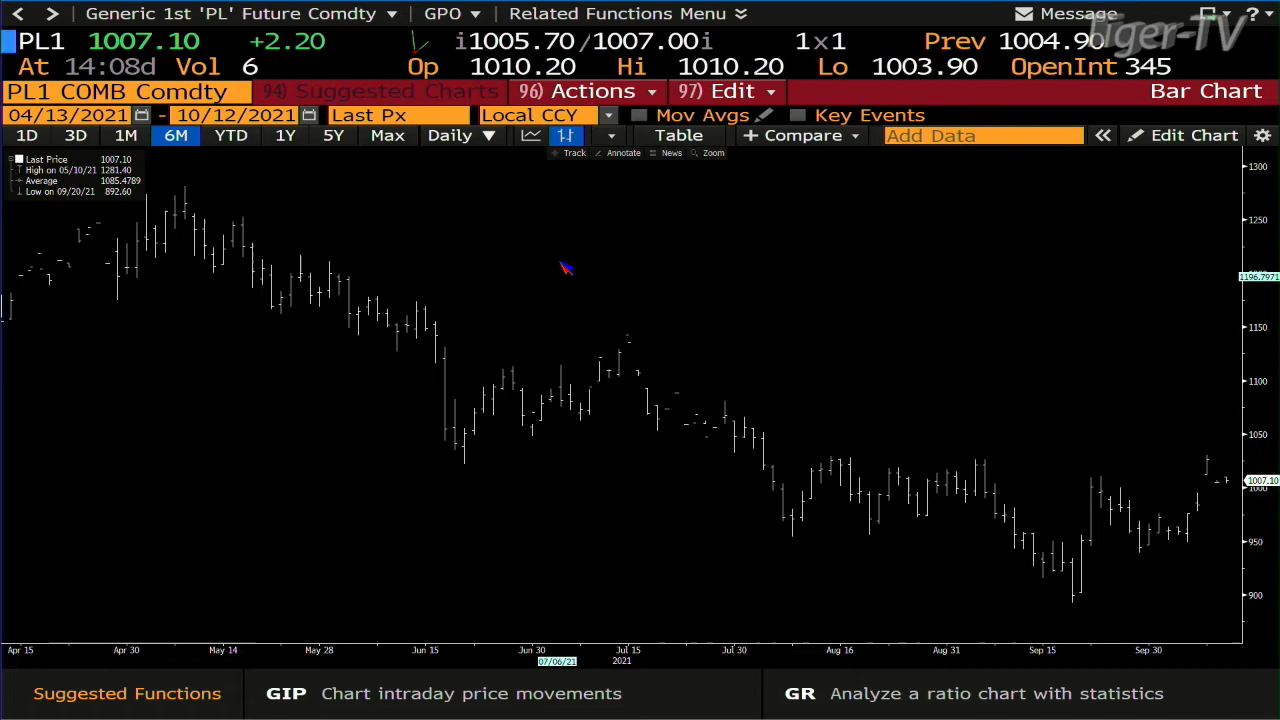 Generic 1st 'PL' Future Comdty GPO Related Functions Menu Message ?
PL1 1007.10 +2.20 i1005.70/1007.00i 1x1 Prev 1004.90
At 14:08d Vol 6 Op 1010.20 Hi 1010.20 Lo 1003.90 OpenInt 345
PL1 COMB Comdty 94) Suggested Charts 96) Actions 97) Edit Bar Chart
04/13/2021 - 10/12/2021 Last Px Local CCY Mov Avgs Key Events
1D 3D 1M 6M YTD 1Y 5Y Max Daily Table + Compare Add Data Edit Chart
Track Annotate News Zoom
Last Price 1007.10
High on 05/10/21 1281.40
Average 1085.4789
Low on 09/20/21 892.60
1300
1250
1196.7971
1150
1100
1050
1007.10
1000
950
900
Apr 15 Apr 30 May 14 May 28 Jun 15 Jun 30 Jul 15 Jul 30 Aug 16 Aug 31 Sep 15 Sep 30
07/06/21 2021
Suggested Functions GIP Chart intraday price movements GR Analyze a ratio chart with statistics